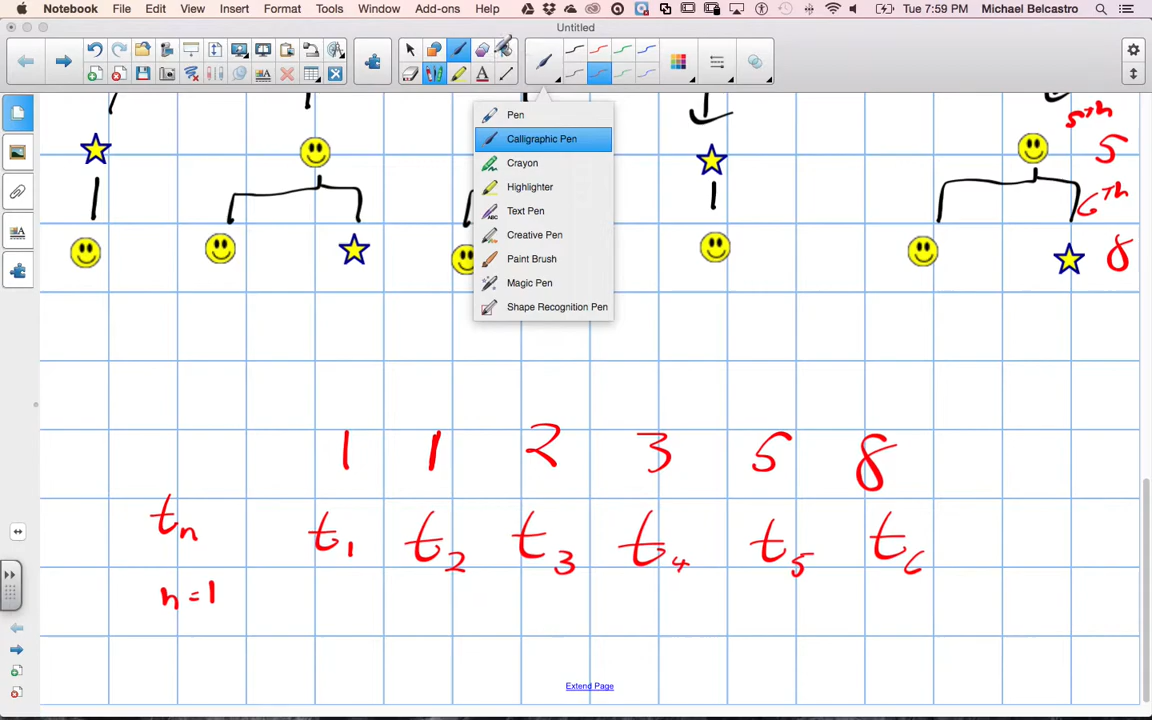 Notebook File Edit View Insert Format Tools Window Add-ons Help Tue 7:59 PM Michael Belcastro
Untitled
Pen
Calligraphic Pen
Crayon
Highlighter
Text Pen
Creative Pen
Paint Brush
Magic Pen
Shape Recognition Pen
5th
5
6th
8
1 1 2 3 5 8
tn t1 t2 t3 t4 t5 t6
n=1
Extend Page